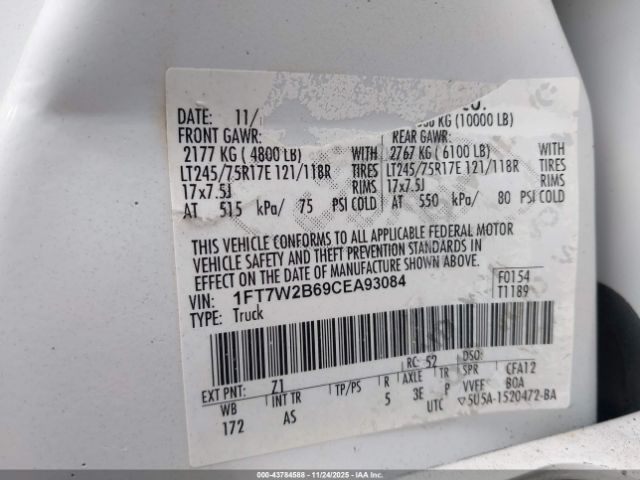 DATE: 11/
KG (10000 LB)
FRONT GAWR: REAR GAWR:
2177 KG ( 4800 LB) WITH 2767 KG ( 6100 LB) WITH
LT245/75R17E 121/118R TIRES LT245/75R17E 121/118R TIRES
17x7.5J RIMS 17x7.5J RIMS
AT 515 kPa/ 75 PSI COLD AT 550 kPa/ 80 PSI COLD
THIS VEHICLE CONFORMS TO ALL APPLICABLE FEDERAL MOTOR
VEHICLE SAFETY AND THEFT PREVENTION STANDARDS IN
EFFECT ON THE DATE OF MANUFACTURE SHOWN ABOVE.
VIN: 1FT7W2B69CEA93084 F0154
TYPE: Truck T1189
RC: 52 DSO:
EXT PNT: Z1
WB INT TR TP/PS R AXLE TR SPR CFA12
172 AS 5 3E P VVFF BOA
UTC ▽5U5A-1520472-BA
000-43784588 - 11/24/2025 - IAA Inc.